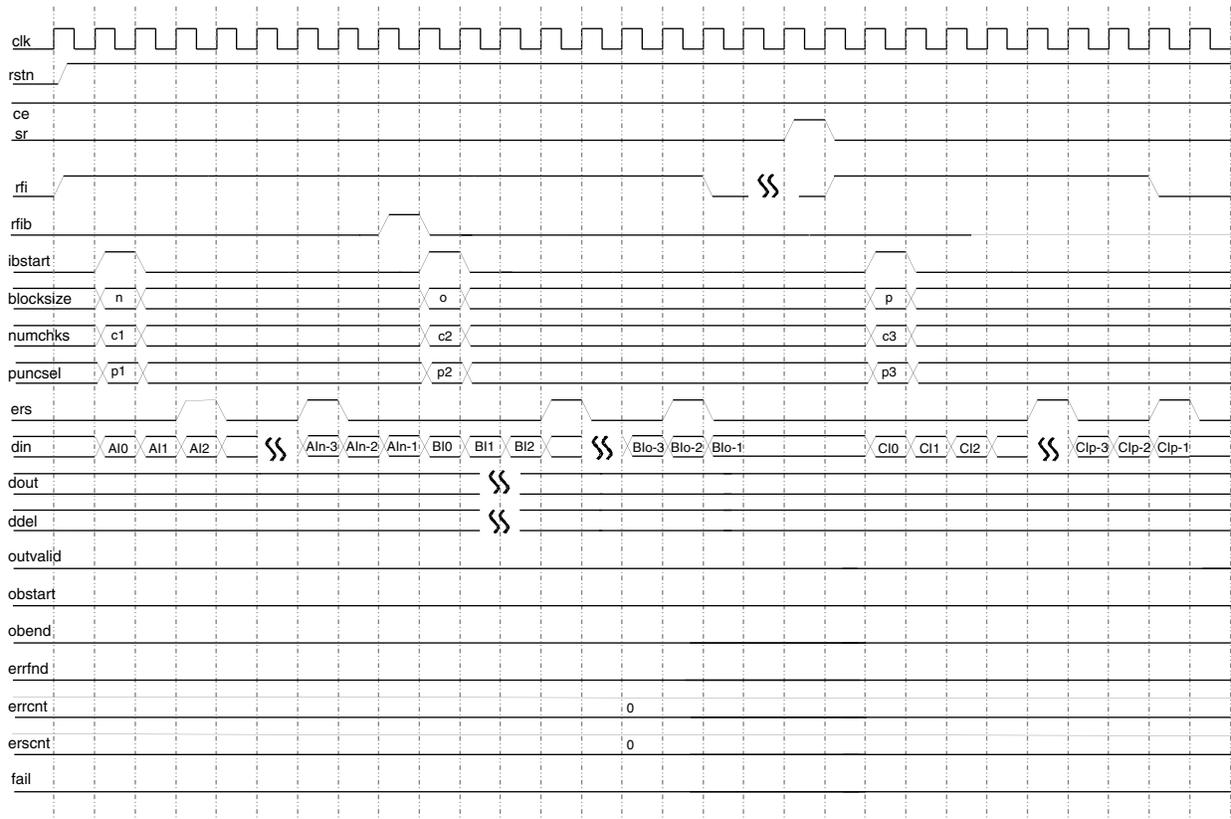 clk
rstn
ce
sr
rfi
rfib
ibstart
blocksize n o p
numchks c1 c2 c3
puncsel p1 p2 p3
ers
din AI0 AI1 AI2 AIn-3 AIn-2 AIn-1 BI0 BI1 BI2 BIo-3 BIo-2 BIo-1 CI0 CI1 CI2 CIp-3 CIp-2 CIp-1
dout
ddel
outvalid
obstart
obend
errfnd
errcnt 0
erscnt 0
fail